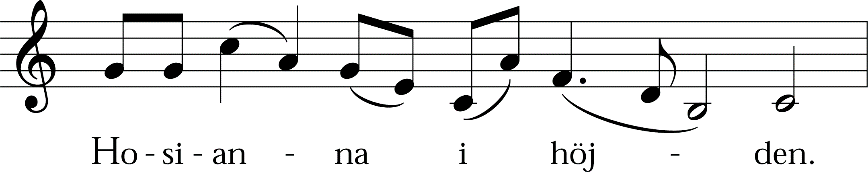 Ho - si - an - na i höj - den.